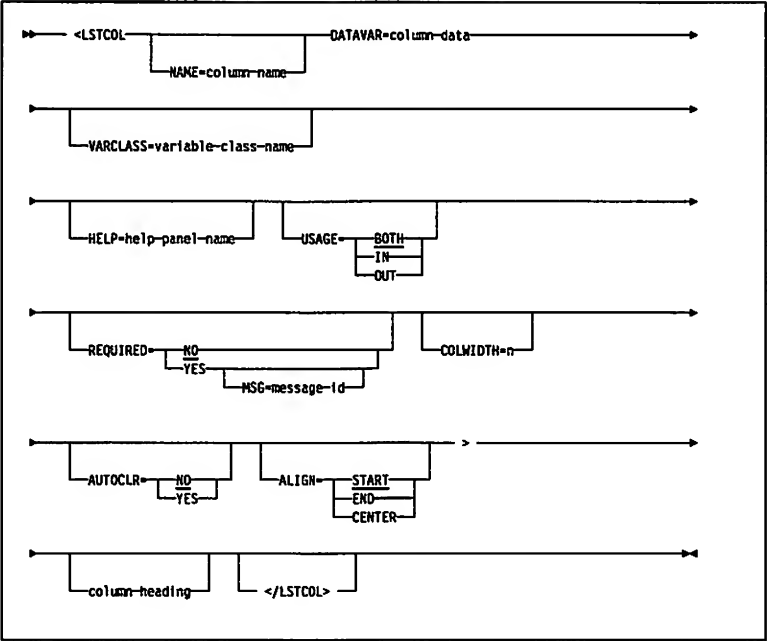 <LSTCOL DATAVAR=column-data
NAME=column-name
VARCLASS=variable-class-name
HELP=help-panel-name USAGE= BOTH
IN
OUT
REQUIRED= NO COLWIDTH=n
YES
MSG=message-id
>
AUTOCLR= NO ALIGN= START
YES END
CENTER
column-heading </LSTCOL>